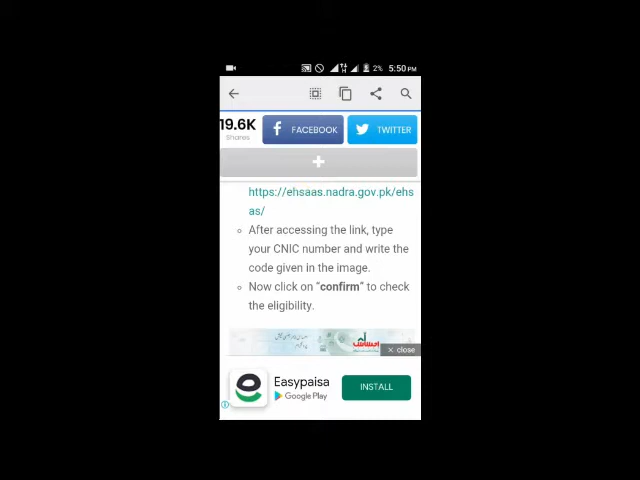 2% 5:50 PM
19.6K
Shares
FACEBOOK
TWITTER
+
https://ehsaas.nadra.gov.pk/ehs
as/
After accessing the link, type
your CNIC number and write the
code given in the image.
Now click on “confirm” to check
the eligibility.
احساس
× close
Easypaisa
Google Play
INSTALL